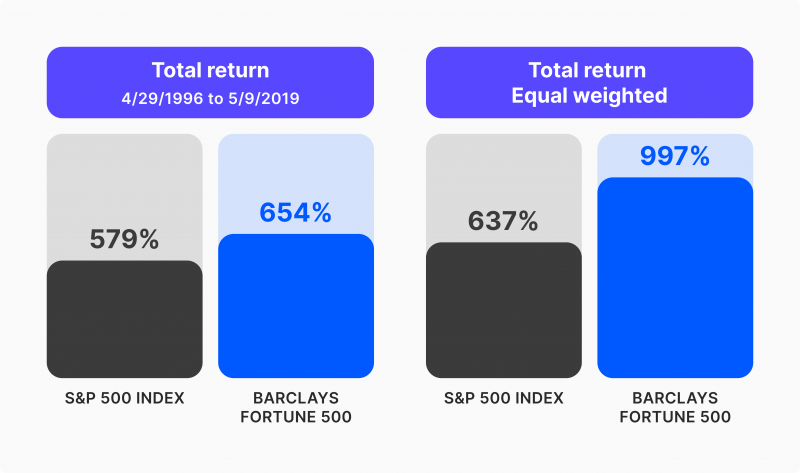 Total return
4/29/1996 to 5/9/2019
579%
654%
S&P 500 INDEX
BARCLAYS
FORTUNE 500
Total return
Equal weighted
637%
997%
S&P 500 INDEX
BARCLAYS
FORTUNE 500